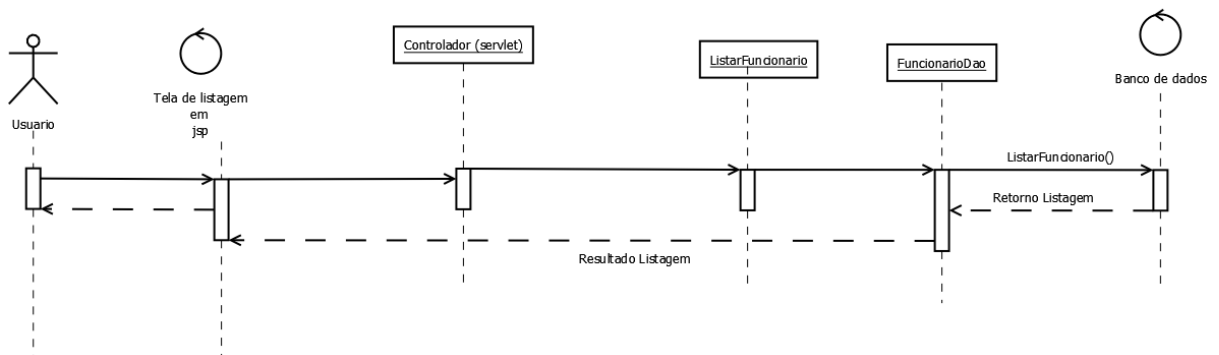 Usuario
Tela de listagem
em
jsp
Controlador (servlet)
ListarFuncionario
FuncionarioDao
Banco de dados
ListarFuncionario()
Retorno Listagem
Resultado Listagem